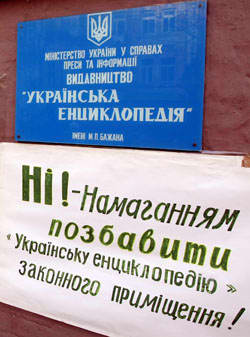 МІНІСТЕРСТВО УКРАЇНИ У СПРАВАХ
ПРЕСИ ТА ІНФОРМАЦІЇ
ВИДАВНИЦТВО
"УКРАЇНСЬКА
ЕНЦИКЛОПЕДІЯ"
ІМЕНІ М.П. БАЖАНА
Ні!-Намаганням
позбавити
«Українську енциклопедію»
законного приміщення!